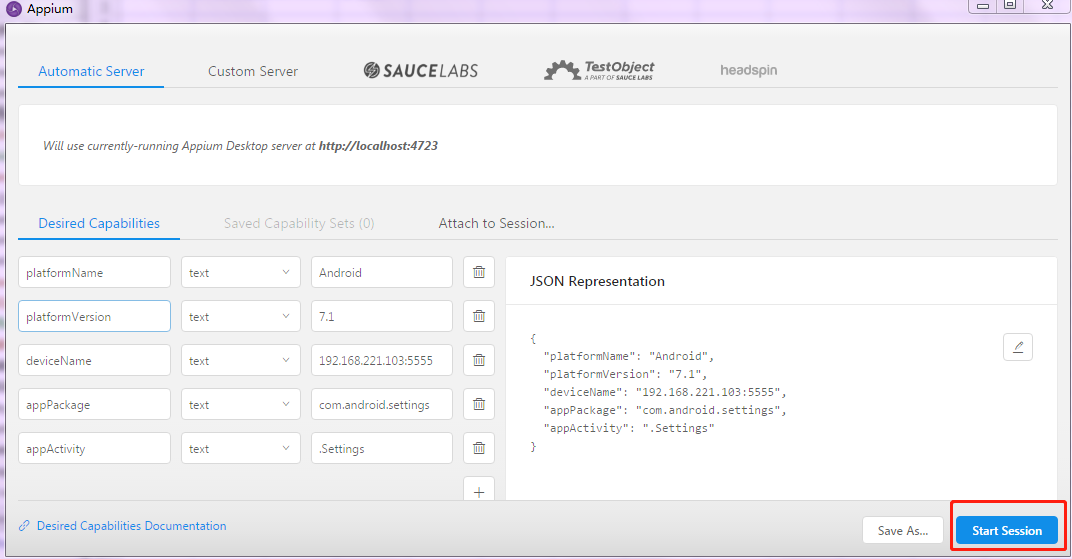 Appium
Automatic Server Custom Server SAUCELABS TestObject headspin
A PART OF SAUCE LABS
Will use currently-running Appium Desktop server at http://localhost:4723
Desired Capabilities Saved Capability Sets (0) Attach to Session...
platformName text Android
platformVersion text 7.1
deviceName text 192.168.221.103:5555
appPackage text com.android.settings
appActivity text .Settings
+
JSON Representation
{
"platformName": "Android",
"platformVersion": "7.1",
"deviceName": "192.168.221.103:5555",
"appPackage": "com.android.settings",
"appActivity": ".Settings"
}
Desired Capabilities Documentation Save As... Start Session